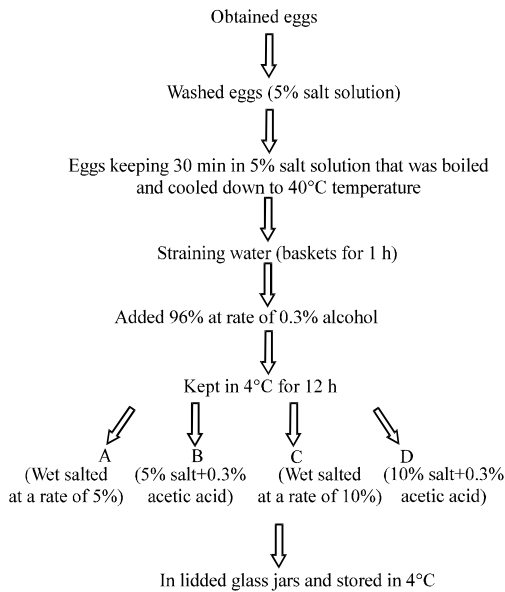 Obtained eggs
Washed eggs (5% salt solution)
Eggs keeping 30 min in 5% salt solution that was boiled
and cooled down to 40°C temperature
Straining water (baskets for 1 h)
Added 96% at rate of 0.3% alcohol
Kept in 4°C for 12 h
A
(Wet salted
at a rate of 5%)
B
(5% salt+0.3%
acetic acid)
C
(Wet salted
at a rate of 10%)
D
(10% salt+0.3%
acetic acid)
In lidded glass jars and stored in 4°C